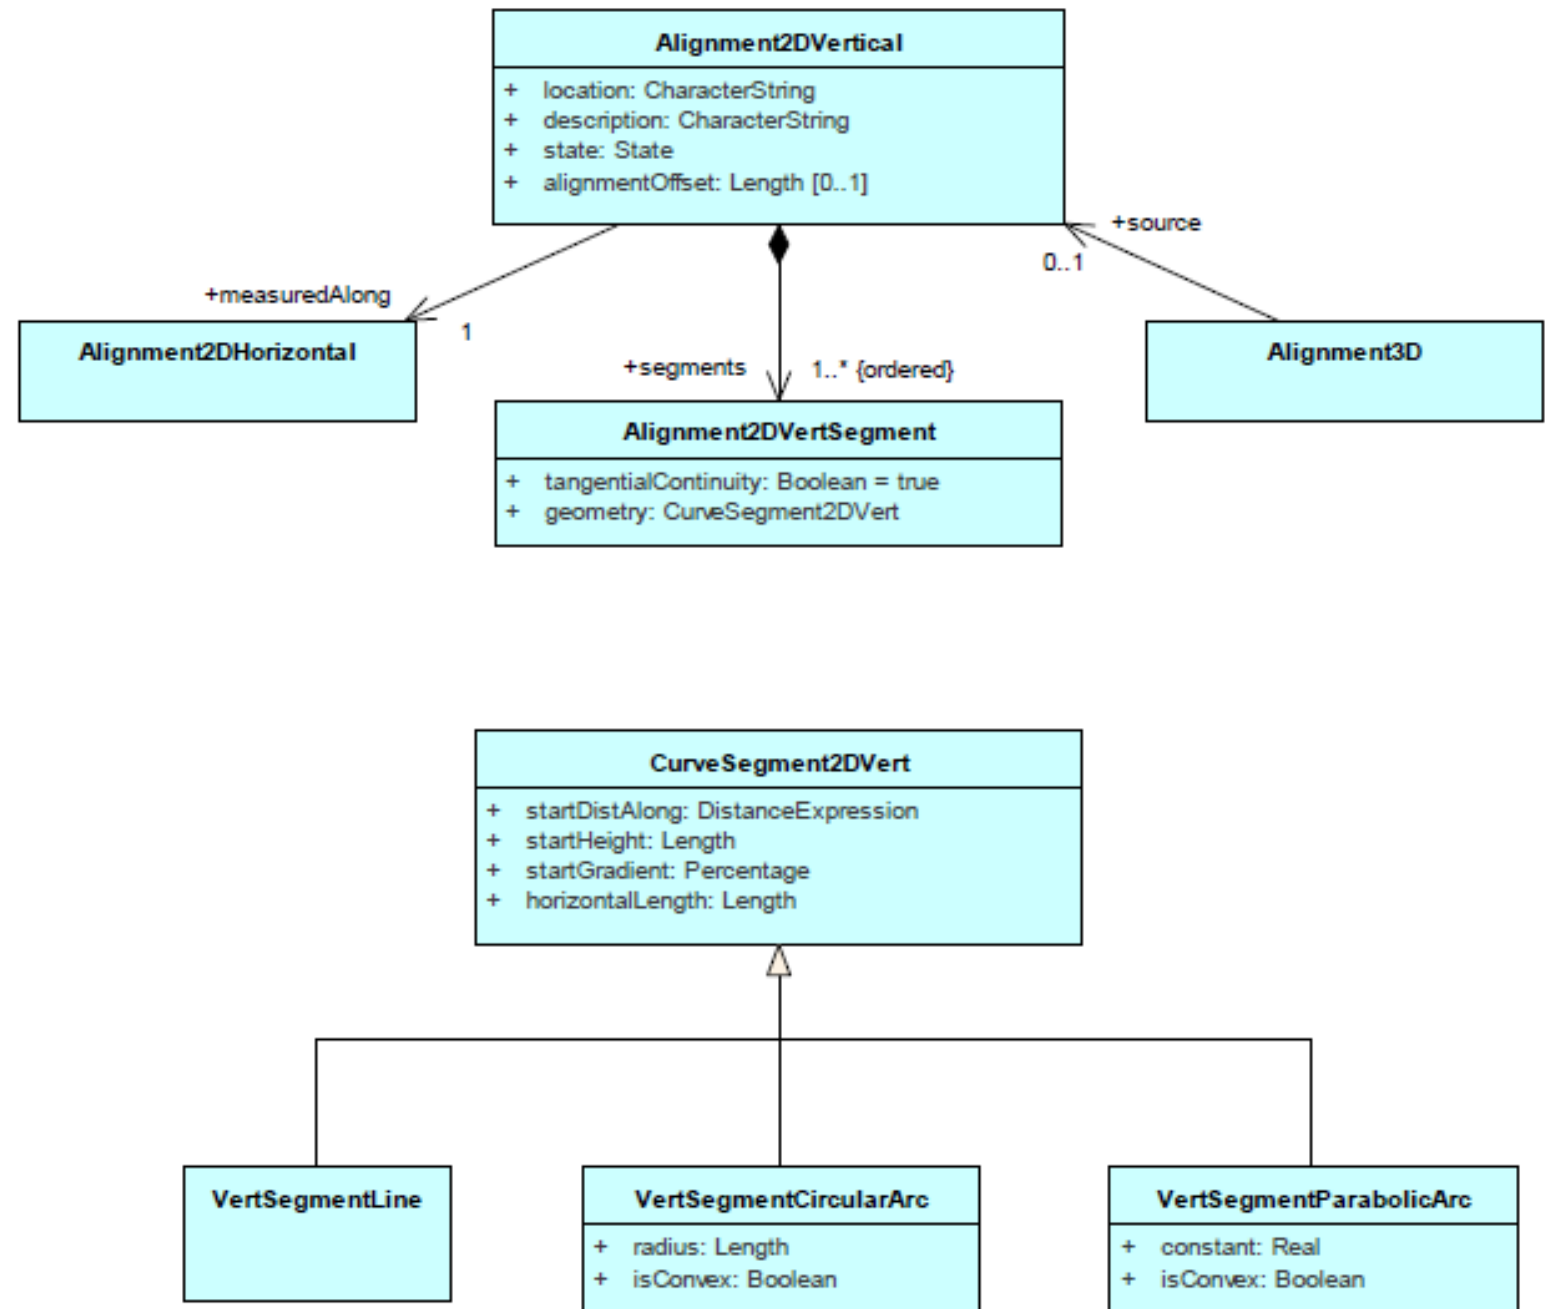 Alignment2DVertical
+ location: CharacterString
+ description: CharacterString
+ state: State
+ alignmentOffset: Length [0..1]
+source
0..1
+measuredAlong
1
Alignment2DHorizontal
+segments
1..* {ordered}
Alignment3D
Alignment2DVertSegment
+ tangentialContinuity: Boolean = true
+ geometry: CurveSegment2DVert
CurveSegment2DVert
+ startDistAlong: DistanceExpression
+ startHeight: Length
+ startGradient: Percentage
+ horizontalLength: Length
VertSegmentLine
VertSegmentCircularArc
+ radius: Length
+ isConvex: Boolean
VertSegmentParabolicArc
+ constant: Real
+ isConvex: Boolean